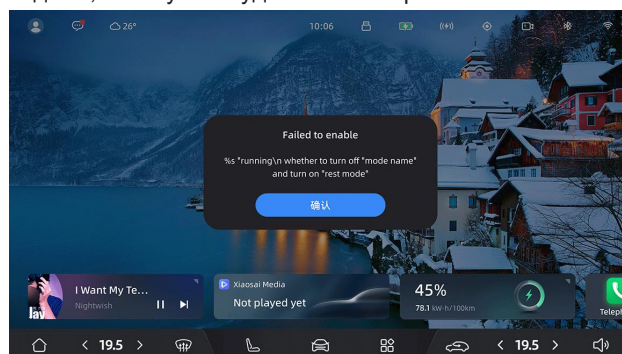 26°
10:06
Failed to enable
%s "running\n whether to turn off "mode name"
and turn on "rest mode"
确认
I Want My Te...
Nightwish
Xiaosai Media
Not played yet
45%
78.1 kW·h/100km
Teleph
19.5
19.5